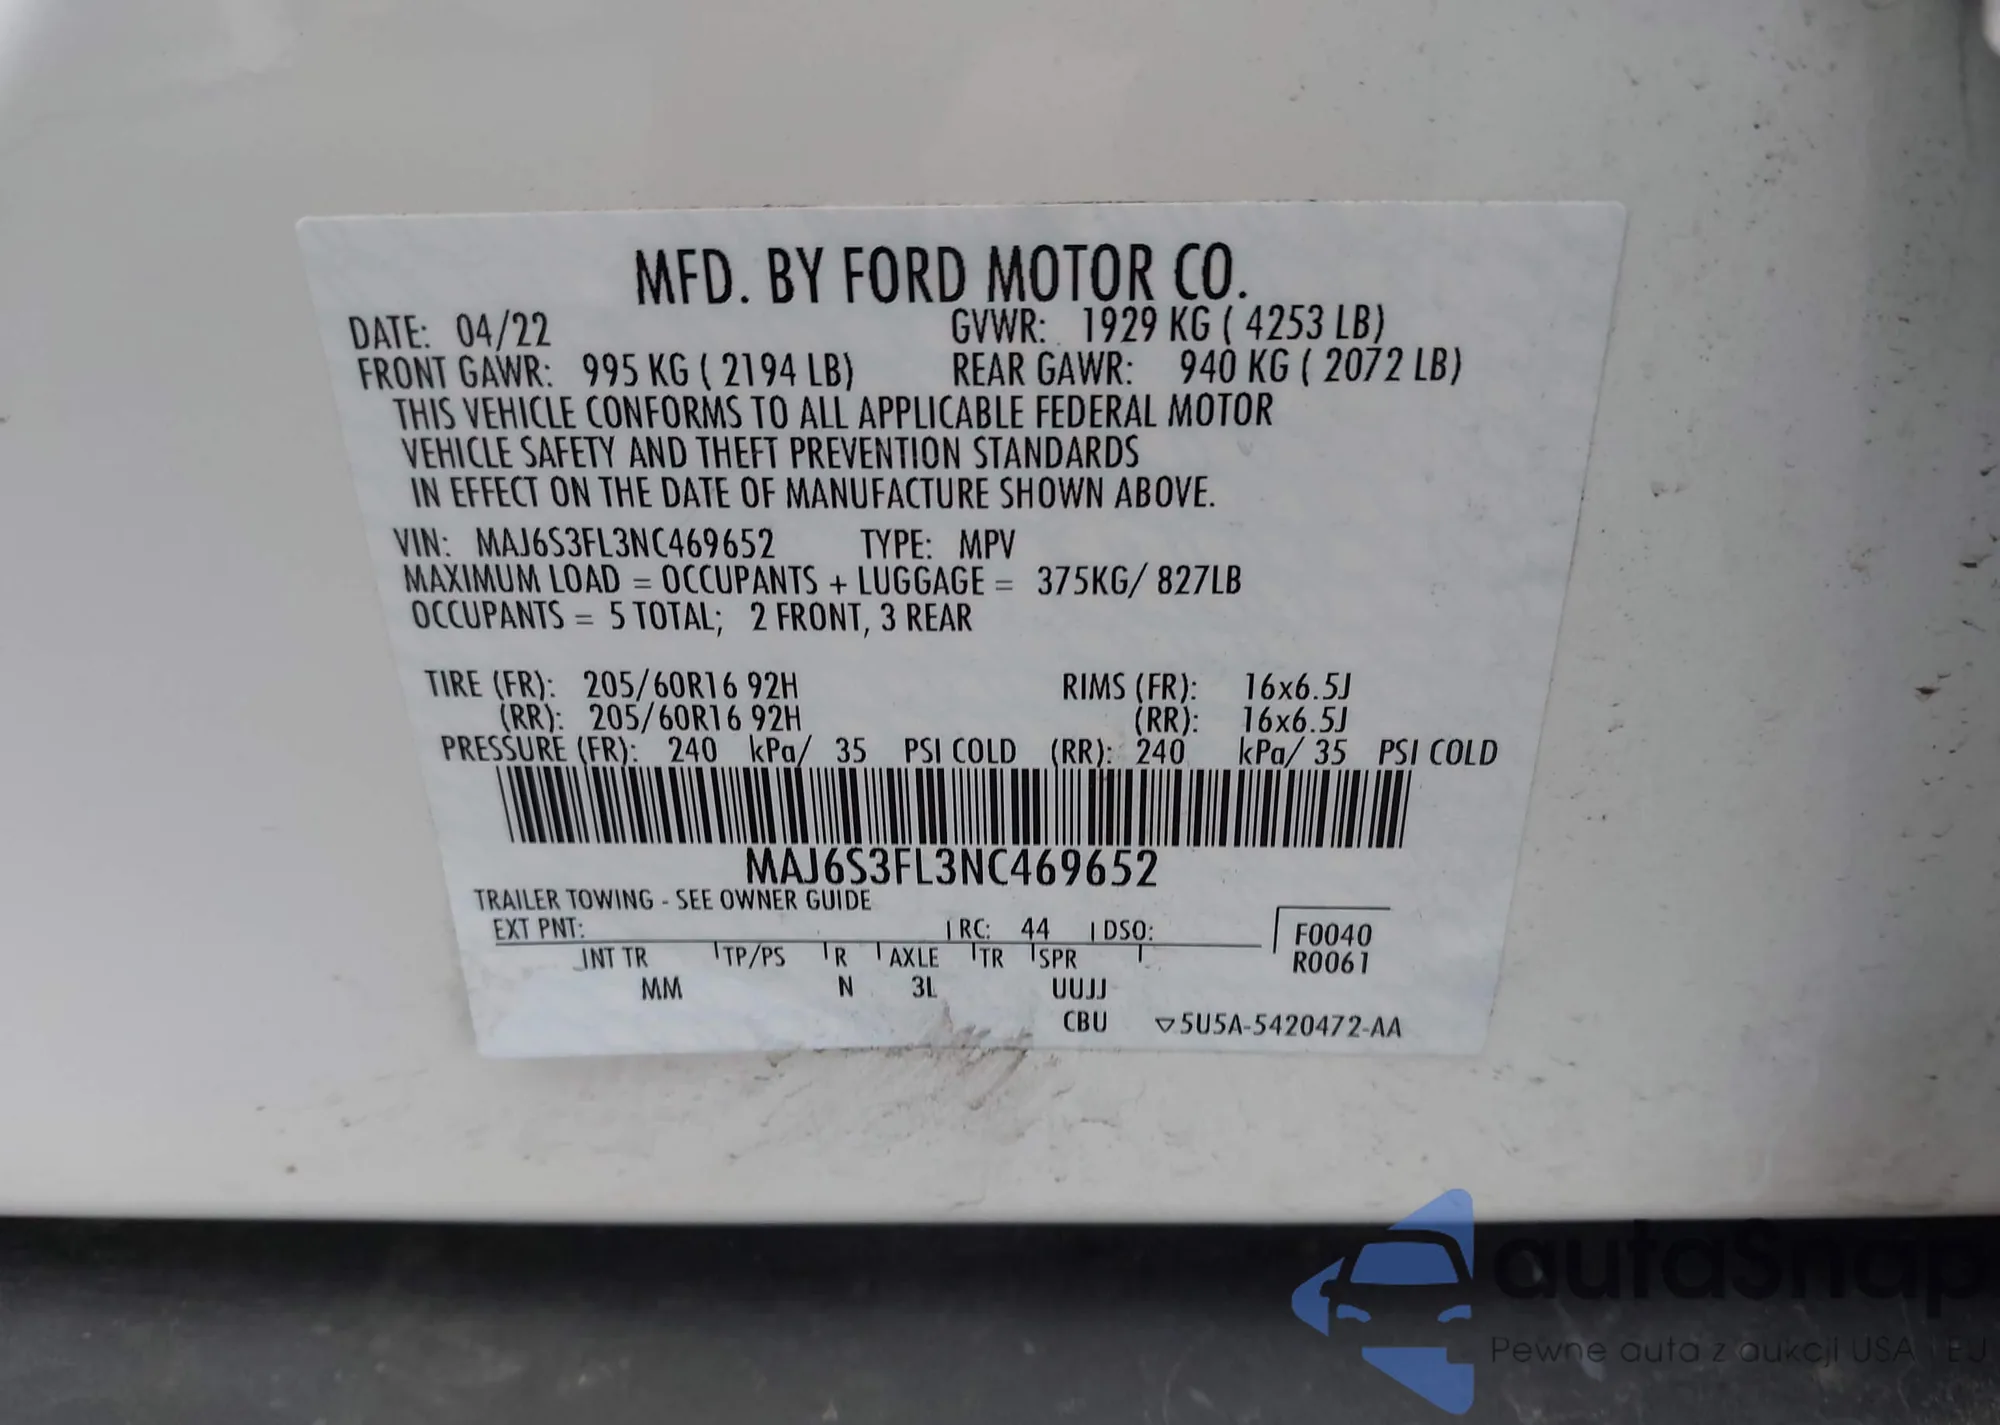 MFD. BY FORD MOTOR CO.
DATE: 04/22 GVWR: 1929 KG ( 4253 LB)
FRONT GAWR: 995 KG ( 2194 LB) REAR GAWR: 940 KG ( 2072 LB)
THIS VEHICLE CONFORMS TO ALL APPLICABLE FEDERAL MOTOR
VEHICLE SAFETY AND THEFT PREVENTION STANDARDS
IN EFFECT ON THE DATE OF MANUFACTURE SHOWN ABOVE.
VIN: MAJ6S3FL3NC469652 TYPE: MPV
MAXIMUM LOAD = OCCUPANTS + LUGGAGE = 375KG/ 827LB
OCCUPANTS = 5 TOTAL; 2 FRONT, 3 REAR
TIRE (FR): 205/60R16 92H RIMS (FR): 16x6.5J
(RR): 205/60R16 92H (RR): 16x6.5J
PRESSURE (FR): 240 kPa/ 35 PSI COLD (RR): 240 kPa/ 35 PSI COLD
MAJ6S3FL3NC469652
TRAILER TOWING - SEE OWNER GUIDE
EXT PNT: RC: 44 DSO: F0040
INT TR TP/PS R AXLE TR SPR R0061
MM N 3L UUJJ
CBU ▽5U5A-5420472-AA
autaSnap
Pewne auta z aukcji USA i EU